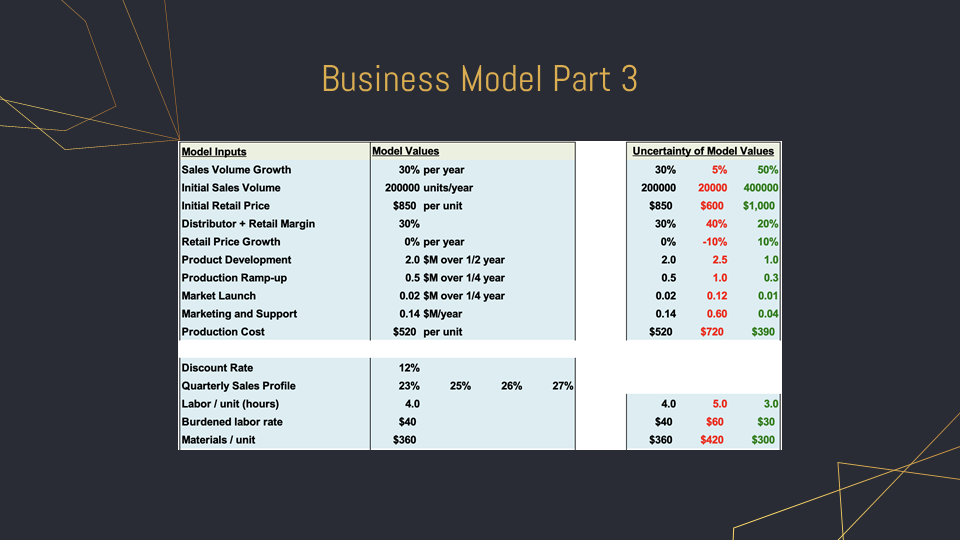 Business Model Part 3
Model Inputs Model Values Uncertainty of Model Values
Sales Volume Growth 30% per year 30% 5% 50%
Initial Sales Volume 200000 units/year 200000 20000 400000
Initial Retail Price $850 per unit $850 $600 $1,000
Distributor + Retail Margin 30% 30% 40% 20%
Retail Price Growth 0% per year 0% -10% 10%
Product Development 2.0 $M over 1/2 year 2.0 2.5 1.0
Production Ramp-up 0.5 $M over 1/4 year 0.5 1.0 0.3
Market Launch 0.02 $M over 1/4 year 0.02 0.12 0.01
Marketing and Support 0.14 $M/year 0.14 0.60 0.04
Production Cost $520 per unit $520 $720 $390
Discount Rate 12%
Quarterly Sales Profile 23% 25% 26% 27%
Labor / unit (hours) 4.0 4.0 5.0 3.0
Burdened labor rate $40 $40 $60 $30
Materials / unit $360 $360 $420 $300